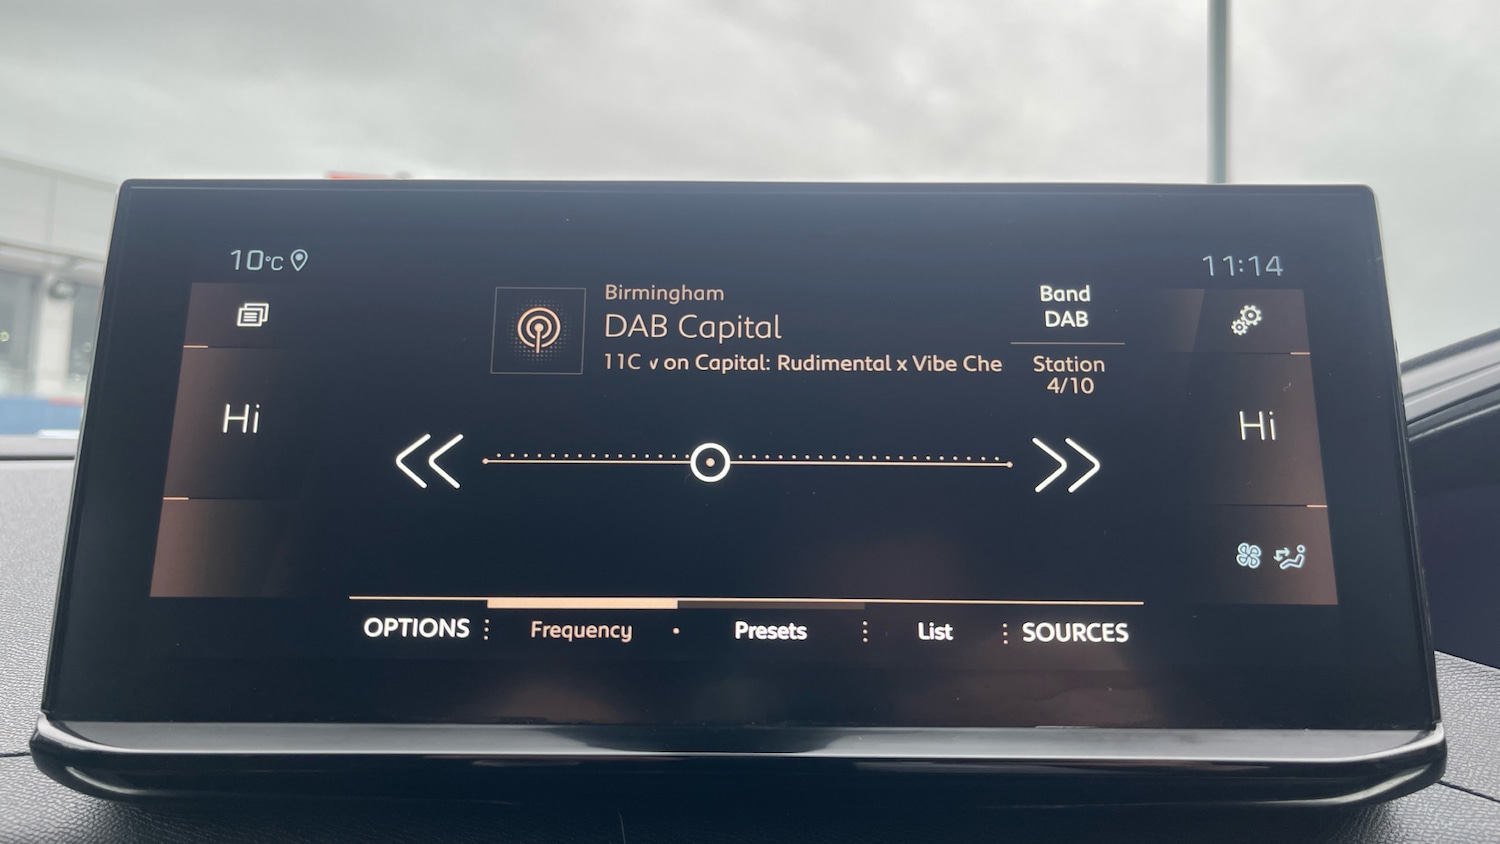 10°C
11:14
Birmingham
DAB Capital
11C v on Capital: Rudimental x Vibe Che
Band
DAB
Station
4/10
Hi
Hi
OPTIONS
Frequency
Presets
List
SOURCES